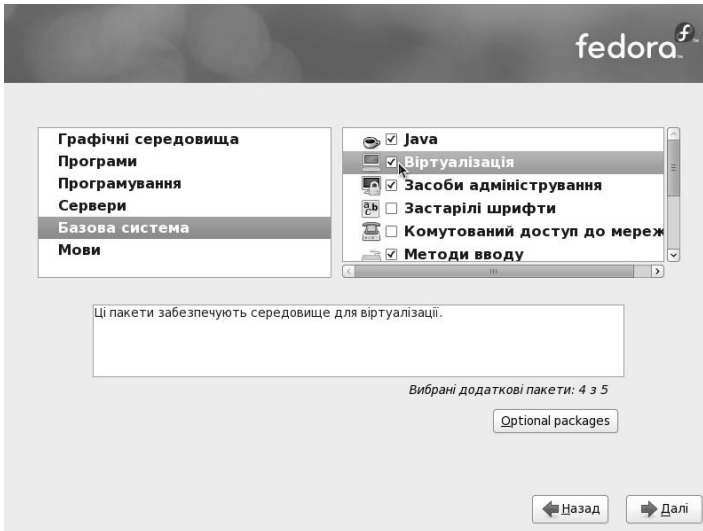 fedora
Графічні середовища
Програми
Програмування
Сервери
Базова система
Мови
Java
Віртуалізація
Засоби адміністрування
Застарілі шрифти
Комутований доступ до мереж
Методи вводу
Ці пакети забезпечують середовище для віртуалізації.
Вибрані додаткові пакети: 4 з 5
Optional packages
Назад
Далі